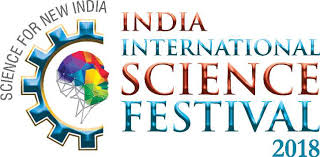 SCIENCE FOR NEW INDIA
INDIA
INTERNATIONAL
SCIENCE
FESTIVAL
2018